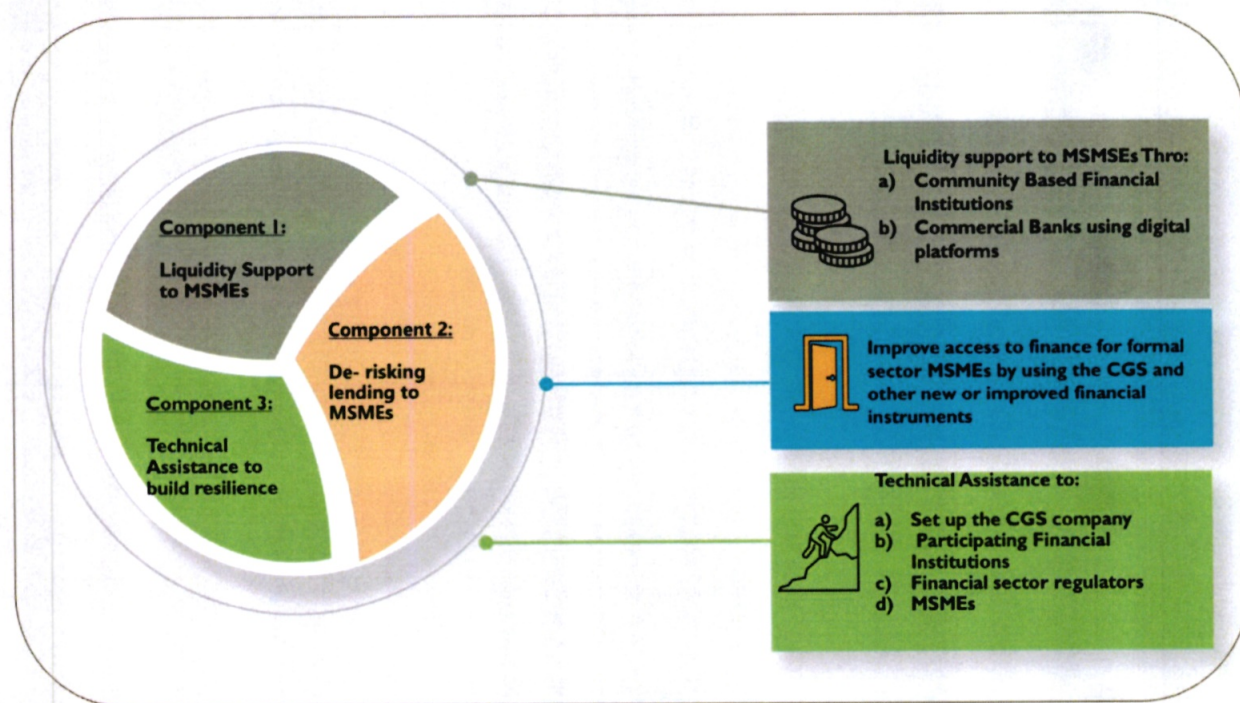 Component 1:
Liquidity Support
to MSMEs
Component 2:
De- risking
lending to
MSMEs
Component 3:
Technical
Assistance to
build resilience
Liquidity support to MSMSEs Thro:
a) Community Based Financial
Institutions
b) Commercial Banks using digital
platforms
Improve access to finance for formal
sector MSMEs by using the CGS and
other new or improved financial
instruments
Technical Assistance to:
a) Set up the CGS company
b) Participating Financial
Institutions
c) Financial sector regulators
d) MSMEs